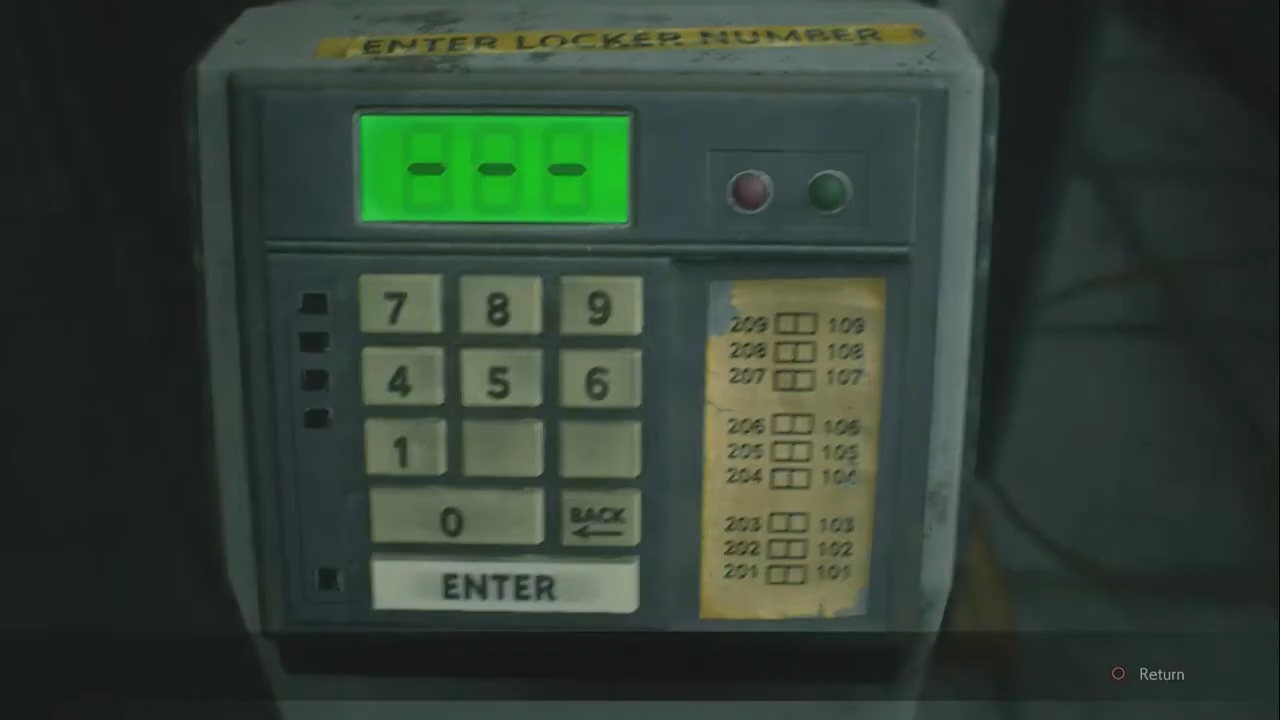 ENTER LOCKER NUMBER
- - -
7 8 9
4 5 6
1
0 BACK
ENTER
209 109
208 108
207 107
206 106
205 105
204 104
203 103
202 102
201 101
Return